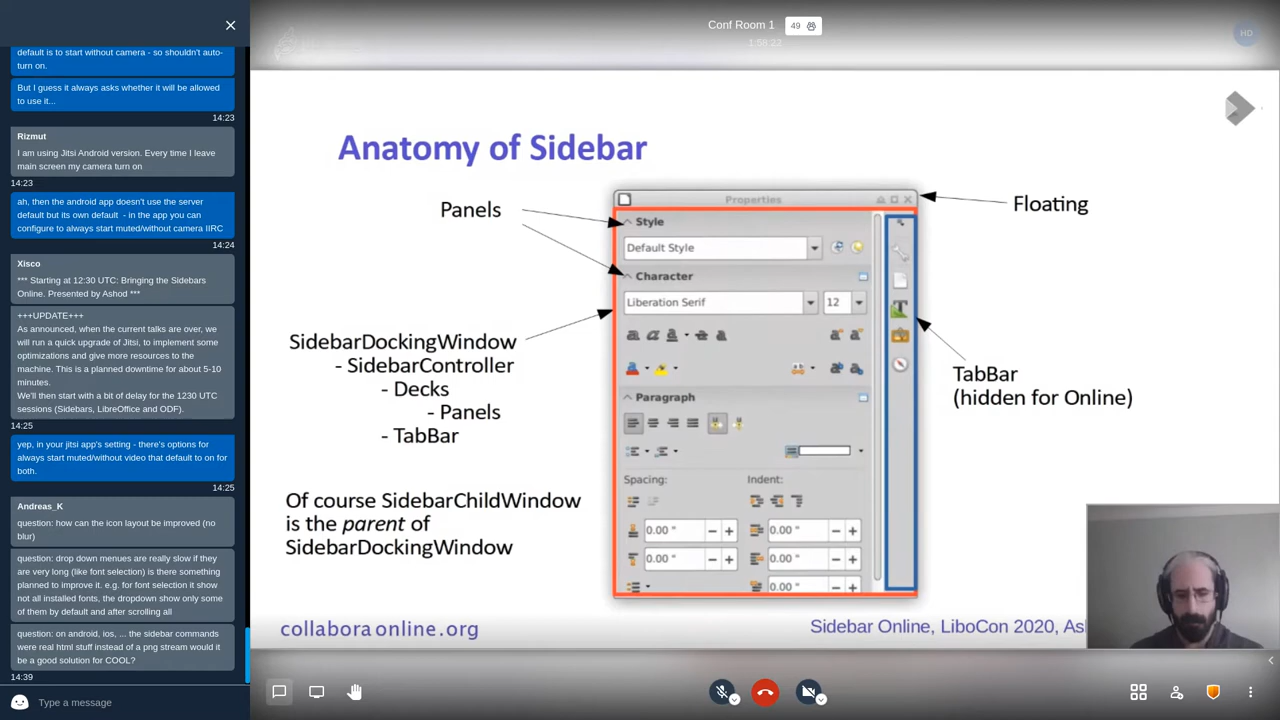 default is to start without camera - so shouldn't auto-
turn on.
But I guess it always asks whether it will be allowed
to use it...
14:23
Rizmut
I am using Jitsi Android version. Every time I leave
main screen my camera turn on
14:23
ah, then the android app doesn't use the server
default but its own default - in the app you can
configure to always start muted/without camera IIRC
14:24
Xisco
*** Starting at 12:30 UTC: Bringing the Sidebars
Online. Presented by Ashod ***
+++UPDATE+++
As announced, when the current talks are over, we
will run a quick upgrade of Jitsi, to implement some
optimizations and give more resources to the
machine. This is a planned downtime for about 5-10
minutes.
We'll then start with a bit of delay for the 1230 UTC
sessions (Sidebars, LibreOffice and ODF).
14:25
yep, in your jitsi app's setting - there's options for
always start muted/without video that default to on for
both.
14:25
Andreas_K
question: how can the icon layout be improved (no
blur)
question: drop down menues are really slow if they
are very long (like font selection) is there something
planned to improve it. e.g. for font selection it show
not all installed fonts, the dropdown show only some
of them by default and after scrolling all
question: on android, ios, ... the sidebar commands
were real html stuff instead of a png stream would it
be a good solution for COOL?
14:39
Type a message
Conf Room 1
49
1:58:23
HD
Anatomy of Sidebar
Panels
SidebarDockingWindow
- SidebarController
- Decks
- Panels
- TabBar
Of course SidebarChildWindow
is the parent of
SidebarDockingWindow
Properties
Style
Default Style
Character
Liberation Serif
12
Paragraph
Spacing:
Indent:
0.00 "
0.00 "
0.00 "
0.00 "
0.00 "
Floating
TabBar
(hidden for Online)
collaboraonline.org
Sidebar Online, LiboCon 2020,